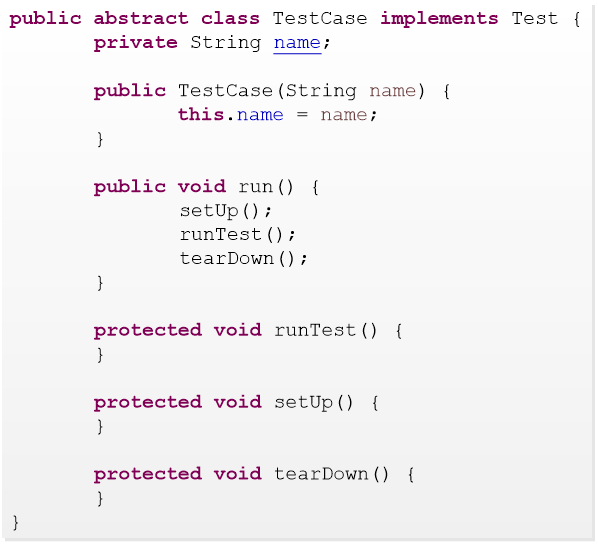 public abstract class TestCase implements Test {
private String name;
public TestCase(String name) {
this.name = name;
}
public void run() {
setUp();
runTest();
tearDown();
}
protected void runTest() {
}
protected void setUp() {
}
protected void tearDown() {
}
}